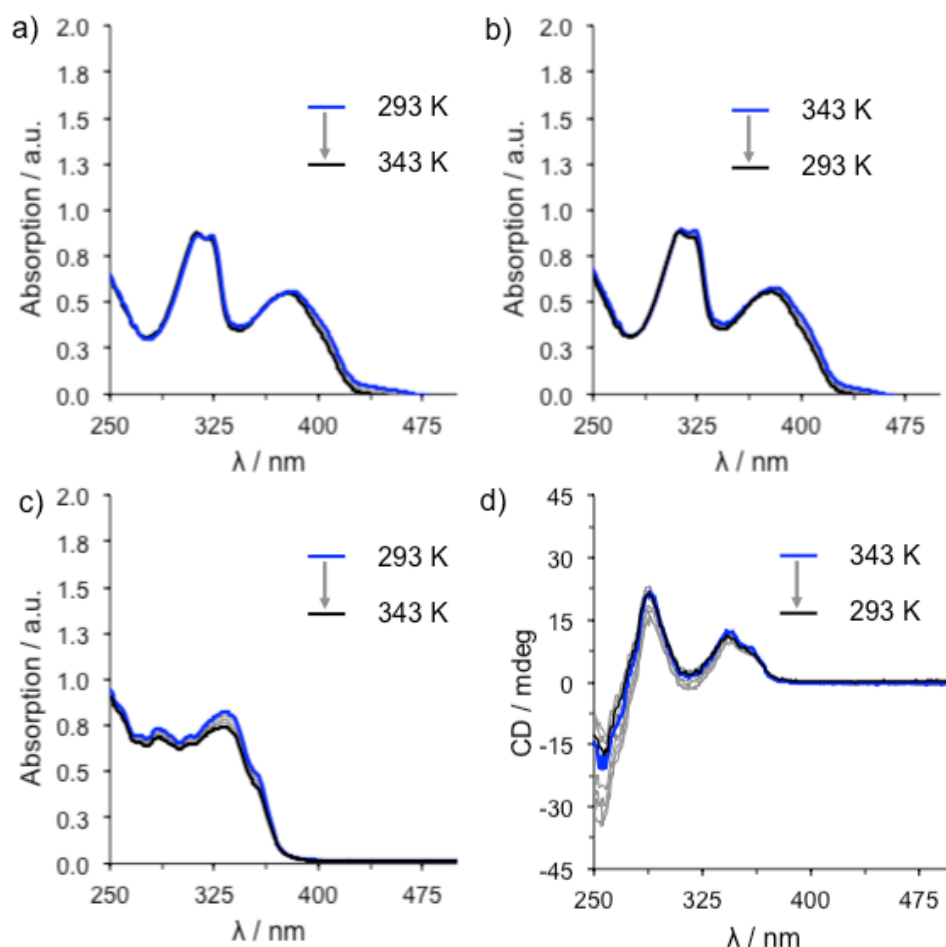 a)
Absorption / a.u.
2.0
1.8
1.5
1.3
1.0
0.8
0.5
0.3
0.0
293 K
343 K
250 325 400 475
λ / nm
b)
Absorption / a.u.
2.0
1.8
1.5
1.3
1.0
0.8
0.5
0.3
0.0
343 K
293 K
250 325 400 475
λ / nm
c)
Absorption / a.u.
2.0
1.8
1.5
1.3
1.0
0.8
0.5
0.3
0.0
293 K
343 K
250 325 400 475
λ / nm
d)
CD / mdeg
45
30
15
0
-15
-30
-45
343 K
293 K
250 325 400 475
λ / nm